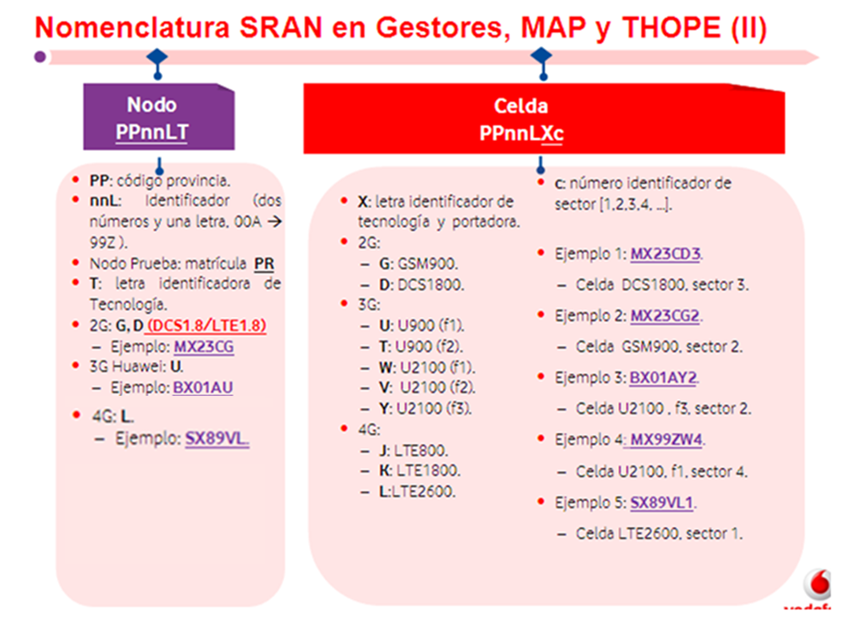 Nomenclatura SRAN en Gestores, MAP y THOPE (II)
Nodo
PPnnLT
• PP: código provincia.
• nnL: Identificador (dos
números y una letra, 00A →
99Z ).
• Nodo Prueba: matrícula PR
• T: letra identificadora de
Tecnología.
• 2G: G, D (DCS1.8/LTE1.8)
– Ejemplo: MX23CG
• 3G Huawei: U.
– Ejemplo: BX01AU
• 4G: L.
– Ejemplo: SX89VL.
Celda
PPnnLXc
• X: letra identificador de
tecnología y portadora.
• 2G:
– G: GSM900.
– D: DCS1800.
• 3G:
– U: U900 (f1).
– T: U900 (f2).
– W: U2100 (f1).
– V: U2100 (f2).
– Y: U2100 (f3).
• 4G:
– J: LTE800.
– K: LTE1800.
– L:LTE2600.
• c: número identificador de
sector [1,2,3,4, ...].
• Ejemplo 1: MX23CD3.
– Celda DCS1800, sector 3.
• Ejemplo 2: MX23CG2.
– Celda GSM900, sector 2.
• Ejemplo 3: BX01AY2.
– Celda U2100 , f3, sector 2.
• Ejemplo 4: MX99ZW4.
– Celda U2100, f1, sector 4.
• Ejemplo 5: SX89VL1.
– Celda LTE2600, sector 1.